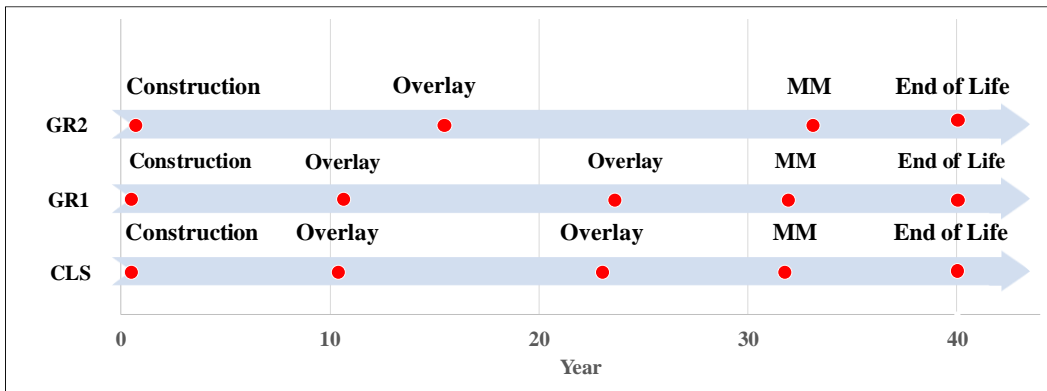 Construction Overlay MM End of Life
GR2
Construction Overlay Overlay MM End of Life
GR1
Construction Overlay Overlay MM End of Life
CLS
0 10 20 30 40
Year